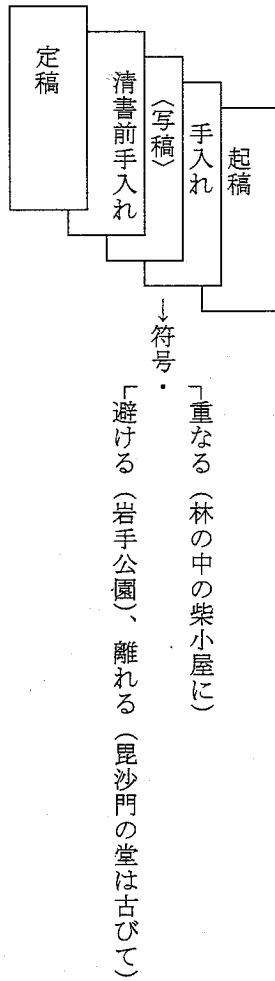 起稿
手入れ
〈写稿〉
清書前手入れ
定稿
→符号・
重なる（林の中の柴小屋に）
避ける（岩手公園）、離れる（毘沙門の堂は古びて）